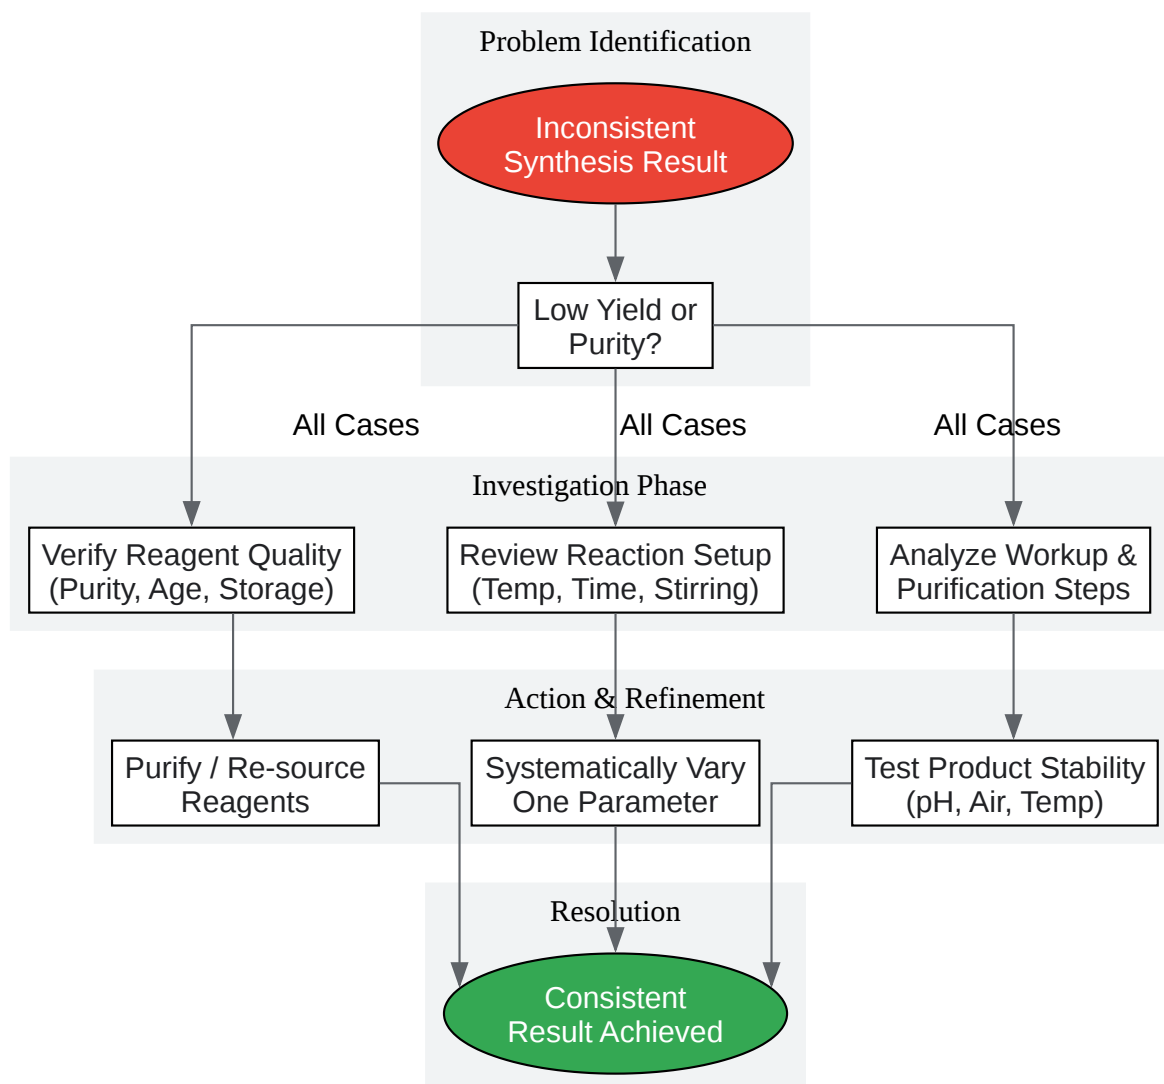 Problem Identification
Inconsistent
Synthesis Result
Low Yield or
Purity?
All Cases
All Cases
All Cases
Investigation Phase
Verify Reagent Quality
(Purity, Age, Storage)
Review Reaction Setup
(Temp, Time, Stirring)
Analyze Workup &
Purification Steps
Action & Refinement
Purify / Re-source
Reagents
Systematically Vary
One Parameter
Test Product Stability
(pH, Air, Temp)
Resolution
Consistent
Result Achieved